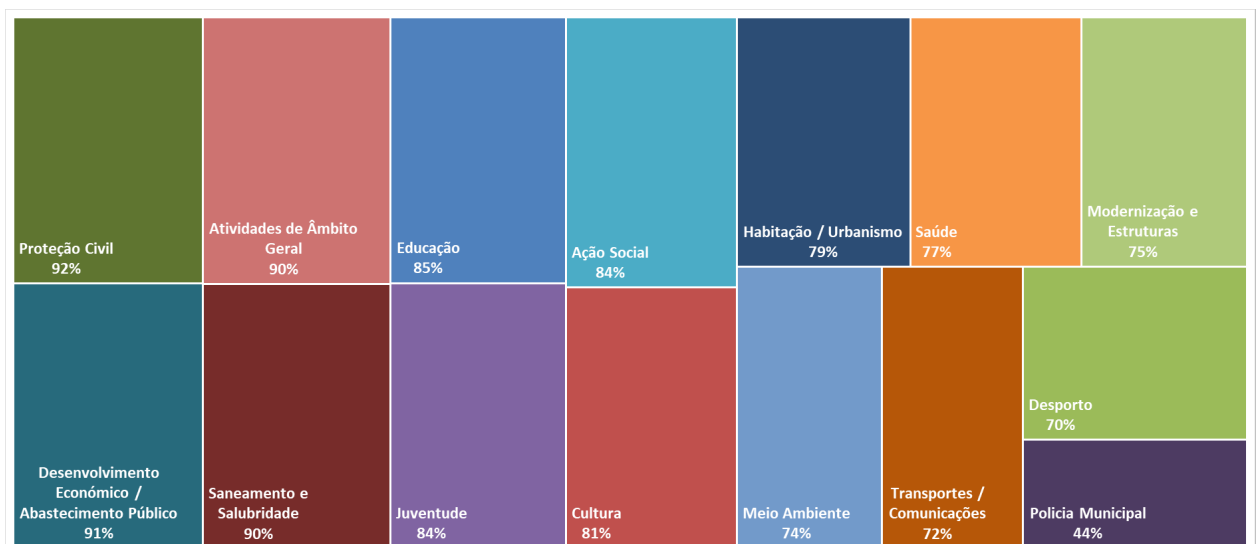 Proteção Civil
92%
Atividades de Âmbito
Geral
90%
Educação
85%
Ação Social
84%
Habitação / Urbanismo
79%
Saúde
77%
Modernização e
Estruturas
75%
Desenvolvimento
Económico /
Abastecimento Público
91%
Saneamento e
Salubridade
90%
Juventude
84%
Cultura
81%
Meio Ambiente
74%
Transportes /
Comunicações
72%
Desporto
70%
Policia Municipal
44%